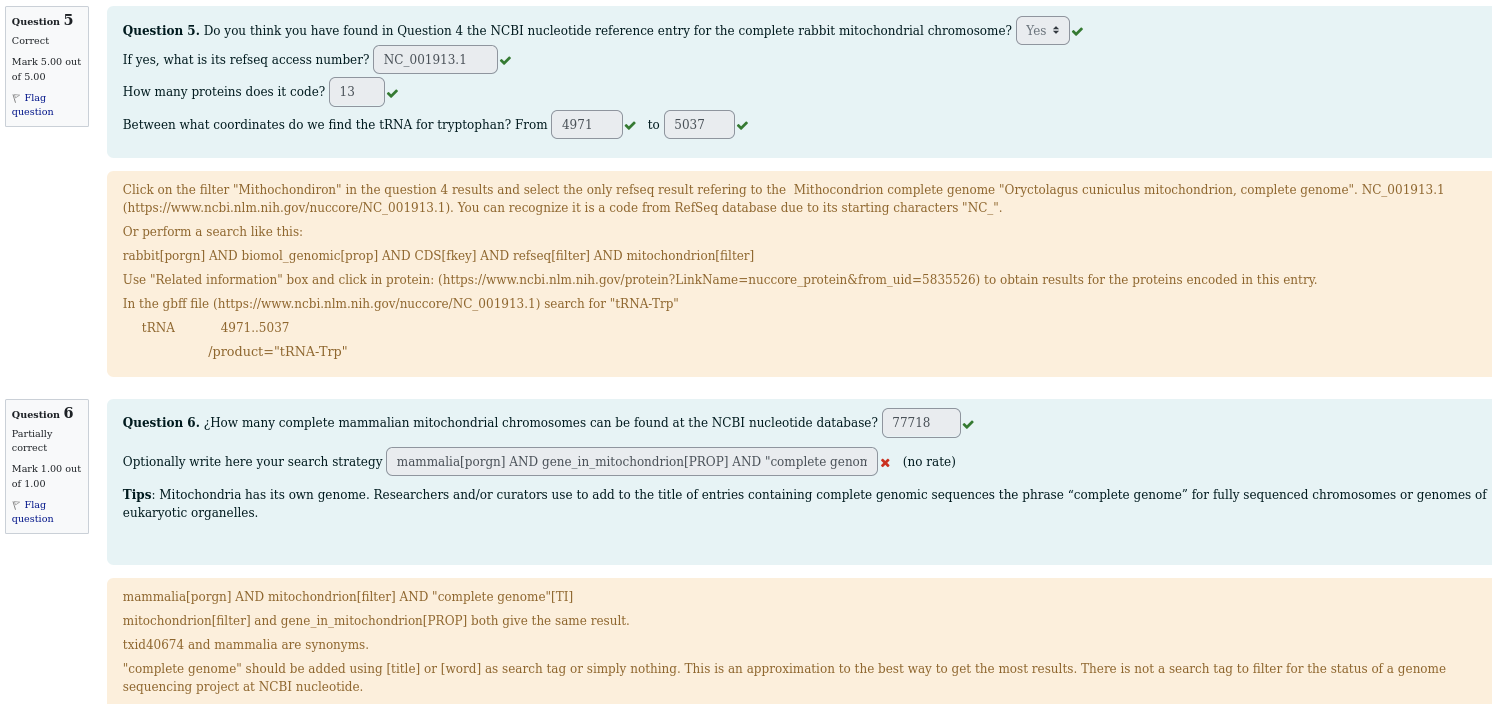 Question 5
Correct
Mark 5.00 out
of 5.00
Flag
question
Question 5. Do you think you have found in Question 4 the NCBI nucleotide reference entry for the complete rabbit mitochondrial chromosome? Yes
If yes, what is its refseq access number? NC_001913.1
How many proteins does it code? 13
Between what coordinates do we find the tRNA for tryptophan? From 4971 to 5037
Click on the filter "Mithochondiron" in the question 4 results and select the only refseq result refering to the Mithocondrion complete genome "Oryctolagus cuniculus mitochondrion, complete genome". NC_001913.1
(https://www.ncbi.nlm.nih.gov/nuccore/NC_001913.1). You can recognize it is a code from RefSeq database due to its starting characters "NC_".
Or perform a search like this:
rabbit[porgn] AND biomol_genomic[prop] AND CDS[fkey] AND refseq[filter] AND mitochondrion[filter]
Use "Related information" box and click in protein: (https://www.ncbi.nlm.nih.gov/protein?LinkName=nuccore_protein&from_uid=5835526) to obtain results for the proteins encoded in this entry.
In the gbff file (https://www.ncbi.nlm.nih.gov/nuccore/NC_001913.1) search for "tRNA-Trp"
tRNA 4971..5037
/product="tRNA-Trp"
Question 6
Partially
correct
Mark 1.00 out
of 1.00
Flag
question
Question 6. ¿How many complete mammalian mitochondrial chromosomes can be found at the NCBI nucleotide database? 77718
Optionally write here your search strategy mammalia[porgn] AND gene_in_mitochondrion[PROP] AND "complete genon (no rate)
Tips: Mitochondria has its own genome. Researchers and/or curators use to add to the title of entries containing complete genomic sequences the phrase “complete genome” for fully sequenced chromosomes or genomes of
eukaryotic organelles.
mammalia[porgn] AND mitochondrion[filter] AND "complete genome"[TI]
mitochondrion[filter] and gene_in_mitochondrion[PROP] both give the same result.
txid40674 and mammalia are synonyms.
"complete genome" should be added using [title] or [word] as search tag or simply nothing. This is an approximation to the best way to get the most results. There is not a search tag to filter for the status of a genome
sequencing project at NCBI nucleotide.